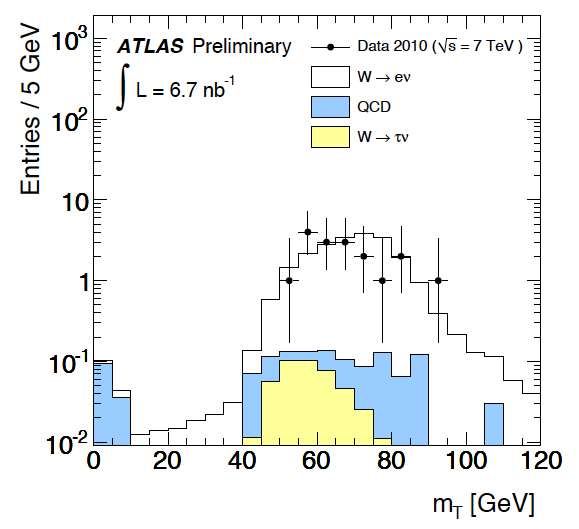 ATLAS Preliminary
∫ L = 6.7 nb⁻¹
Data 2010 (√s = 7 TeV )
W → eν
QCD
W → τν
Entries / 5 GeV
10³
10²
10
1
10⁻¹
10⁻²
0 20 40 60 80 100 120
m_T [GeV]